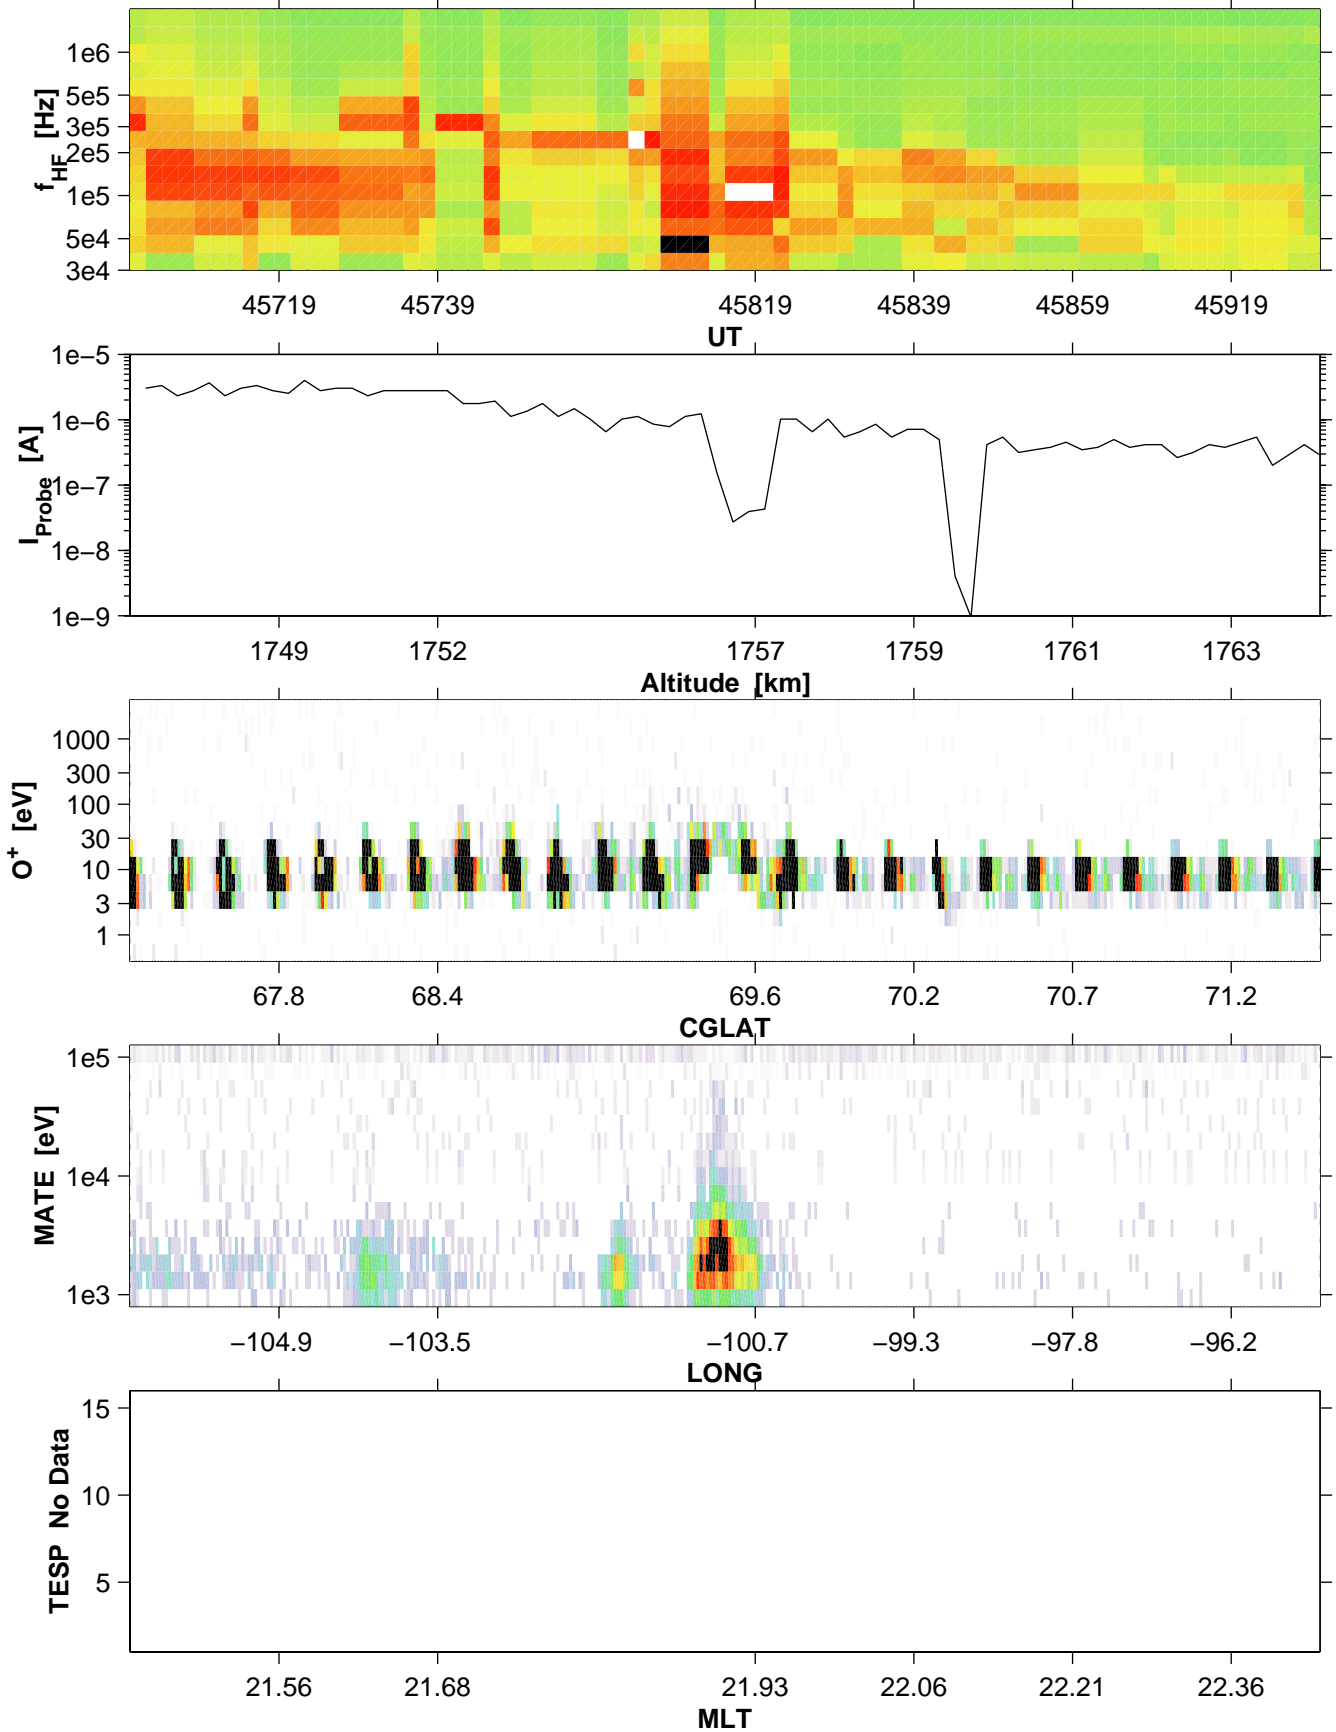 1e6
5e5
3e5
2e5
1e5
5e4
3e4
fHF [Hz]
45719 45739 45819 45839 45859 45919
UT
1e−5
1e−6
1e−7
1e−8
1e−9
IProbe [A]
1749 1752 1757 1759 1761 1763
Altitude [km]
1000
300
100
30
10
3
1
O+ [eV]
67.8 68.4 69.6 70.2 70.7 71.2
CGLAT
1e5
1e4
1e3
MATE [eV]
−104.9 −103.5 −100.7 −99.3 −97.8 −96.2
LONG
15
10
5
TESP No Data
21.56 21.68 21.93 22.06 22.21 22.36
MLT